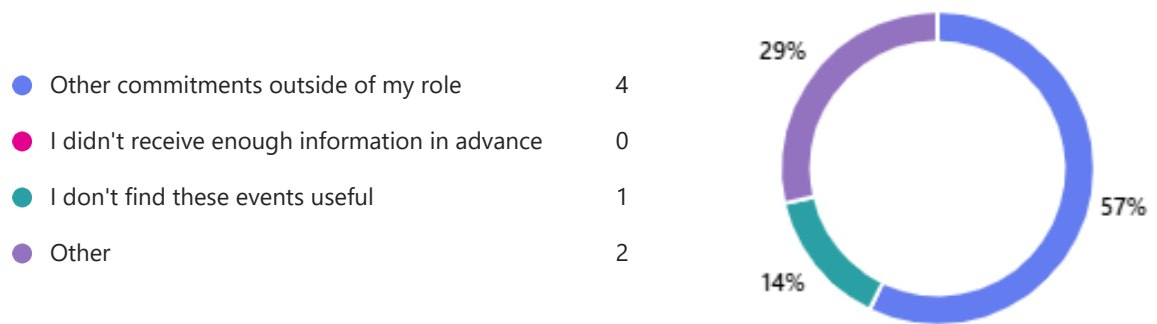 Other commitments outside of my role 4
I didn't receive enough information in advance 0
I don't find these events useful 1
Other 2
29%
57%
14%